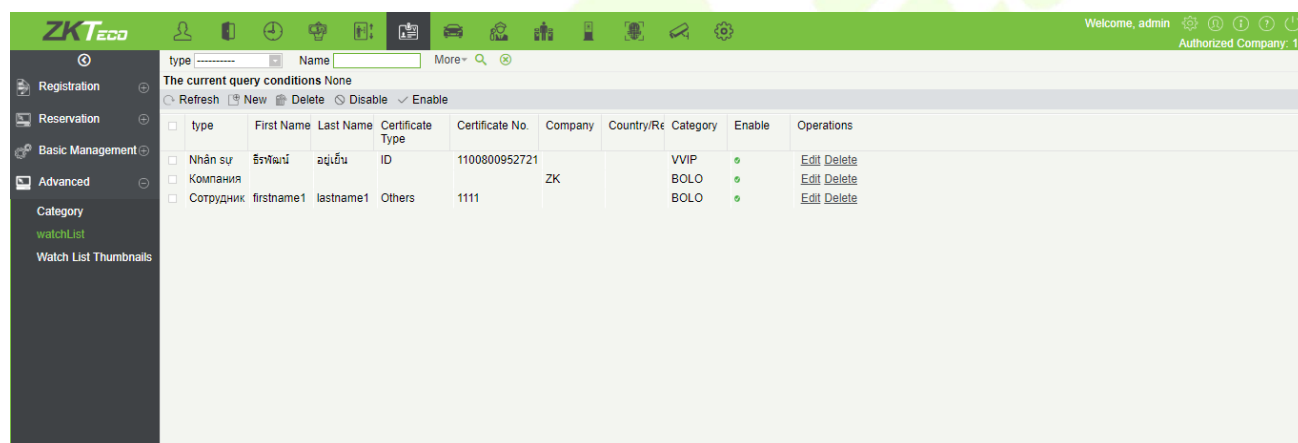 ZKTECO
Welcome, admin
Authorized Company: 1
type ---------- Name More
The current query conditions None
Refresh New Delete Disable Enable
Registration
Reservation
Basic Management
Advanced
Category
watchList
Watch List Thumbnails
type First Name Last Name Certificate Type Certificate No. Company Country/Re Category Enable Operations
Nhân sự ธีรพัฒน์ อยู่เย็น ID 1100800952721 VVIP Edit Delete
Компания ZK BOLO Edit Delete
Сотрудник firstname1 lastname1 Others 1111 BOLO Edit Delete